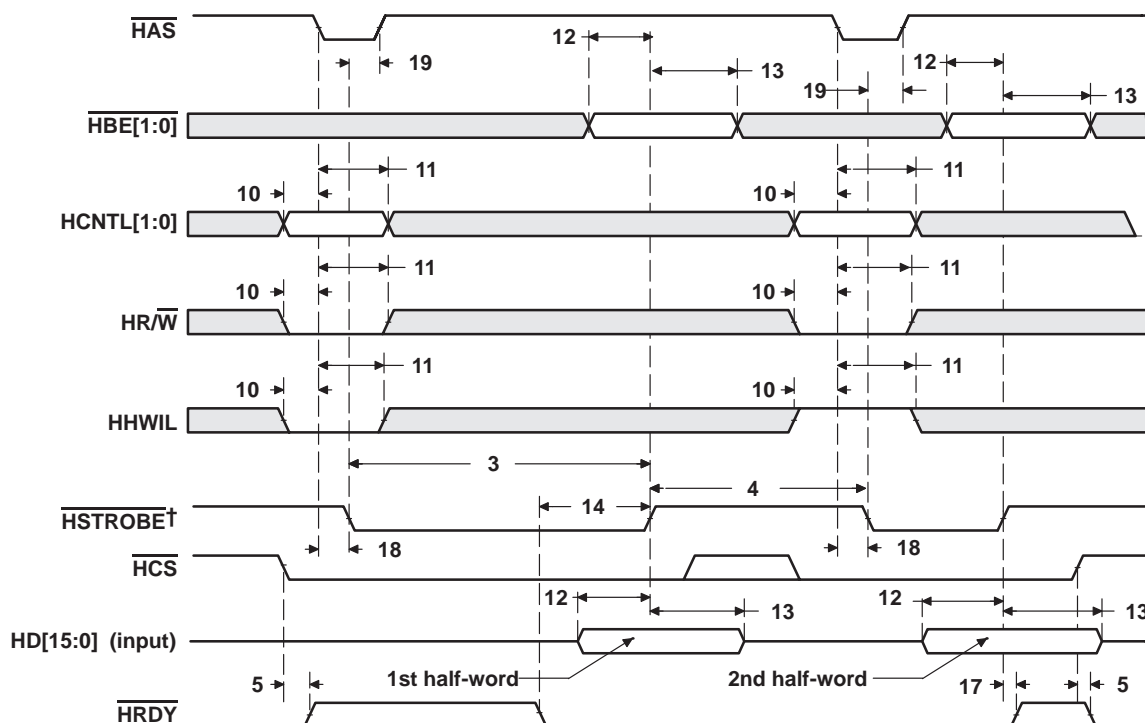 HAS
12
19
13
12
19
13
HBE[1:0]
11
11
10
10
HCNTL[1:0]
11
11
10
10
HR/W
11
11
10
10
HHWIL
3
4
14
HSTROBE†
18
18
HCS
12
13
12
13
HD[15:0] (input)
1st half-word
2nd half-word
5
17
5
HRDY